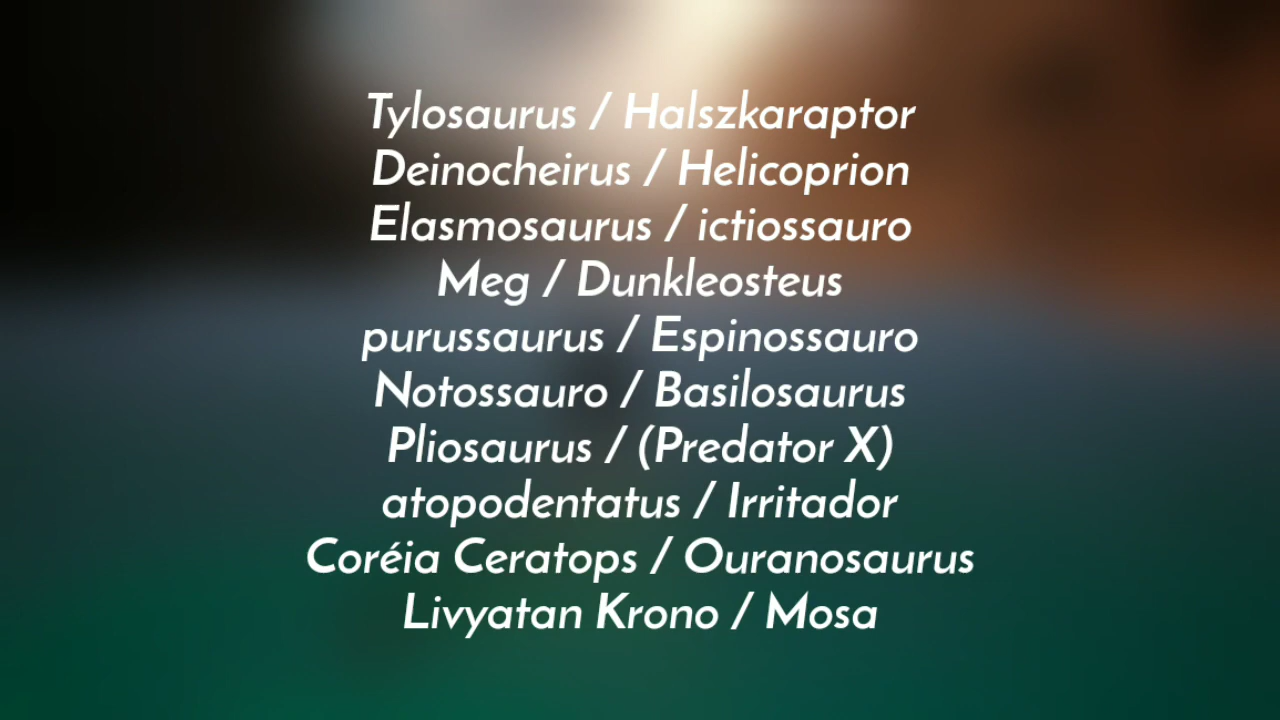 Tylosaurus / Halszkaraptor
Deinocheirus / Helicoprion
Elasmosaurus / ictiossauro
Meg / Dunkleosteus
purussaurus / Espinossauro
Notossauro / Basilosaurus
Pliosaurus / (Predator X)
atopodentatus / Irritador
Coréia Ceratops / Ouranosaurus
Livyatan Krono / Mosa